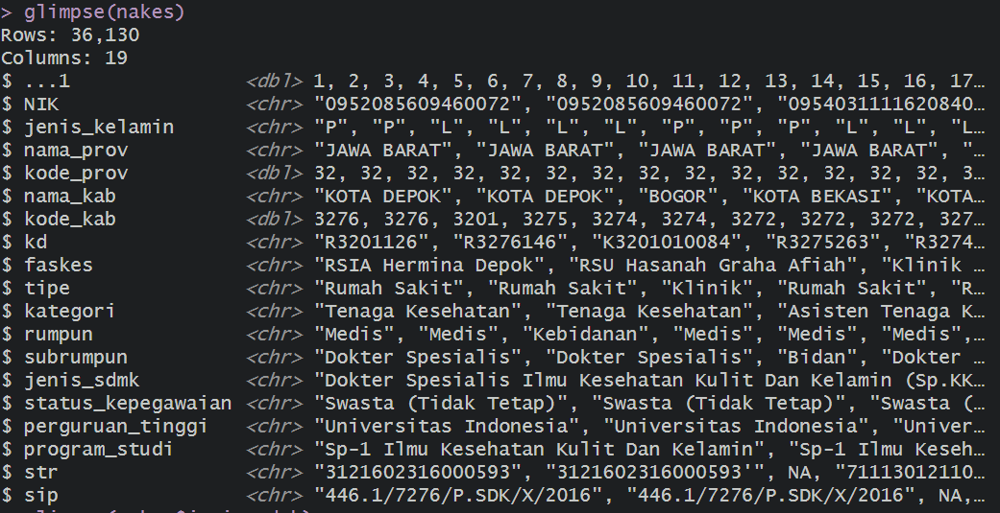 > glimpse(nakes)
Rows: 36,130
Columns: 19
$ ...1 <dbl> 1, 2, 3, 4, 5, 6, 7, 8, 9, 10, 11, 12, 13, 14, 15, 16, 17…
$ NIK <chr> "0952085609460072", "0952085609460072", "0954031111620840…
$ jenis_kelamin <chr> "P", "P", "L", "L", "L", "L", "P", "P", "P", "L", "L", "L…
$ nama_prov <chr> "JAWA BARAT", "JAWA BARAT", "JAWA BARAT", "JAWA BARAT", "…
$ kode_prov <dbl> 32, 32, 32, 32, 32, 32, 32, 32, 32, 32, 32, 32, 32, 32, 3…
$ nama_kab <chr> "KOTA DEPOK", "KOTA DEPOK", "BOGOR", "KOTA BEKASI", "KOTA…
$ kode_kab <dbl> 3276, 3276, 3201, 3275, 3274, 3274, 3272, 3272, 3272, 327…
$ kd <chr> "R3201126", "R3276146", "K3201010084", "R3275263", "R3274…
$ faskes <chr> "RSIA Hermina Depok", "RSU Hasanah Graha Afiah", "Klinik …
$ tipe <chr> "Rumah Sakit", "Rumah Sakit", "Klinik", "Rumah Sakit", "R…
$ kategori <chr> "Tenaga Kesehatan", "Tenaga Kesehatan", "Asisten Tenaga K…
$ rumpun <chr> "Medis", "Medis", "Kebidanan", "Medis", "Medis", "Medis",…
$ subrumpun <chr> "Dokter Spesialis", "Dokter Spesialis", "Bidan", "Dokter …
$ jenis_sdmk <chr> "Dokter Spesialis Ilmu Kesehatan Kulit Dan Kelamin (Sp.KK…
$ status_kepegawaian <chr> "Swasta (Tidak Tetap)", "Swasta (Tidak Tetap)", "Swasta (…
$ perguruan_tinggi <chr> "Universitas Indonesia", "Universitas Indonesia", "Univer…
$ program_studi <chr> "Sp-1 Ilmu Kesehatan Kulit Dan Kelamin", "Sp-1 Ilmu Keseh…
$ str <chr> "3121602316000593", "3121602316000593'", NA, "71113012110…
$ sip <chr> "446.1/7276/P.SDK/X/2016", "446.1/7276/P.SDK/X/2016", NA,…